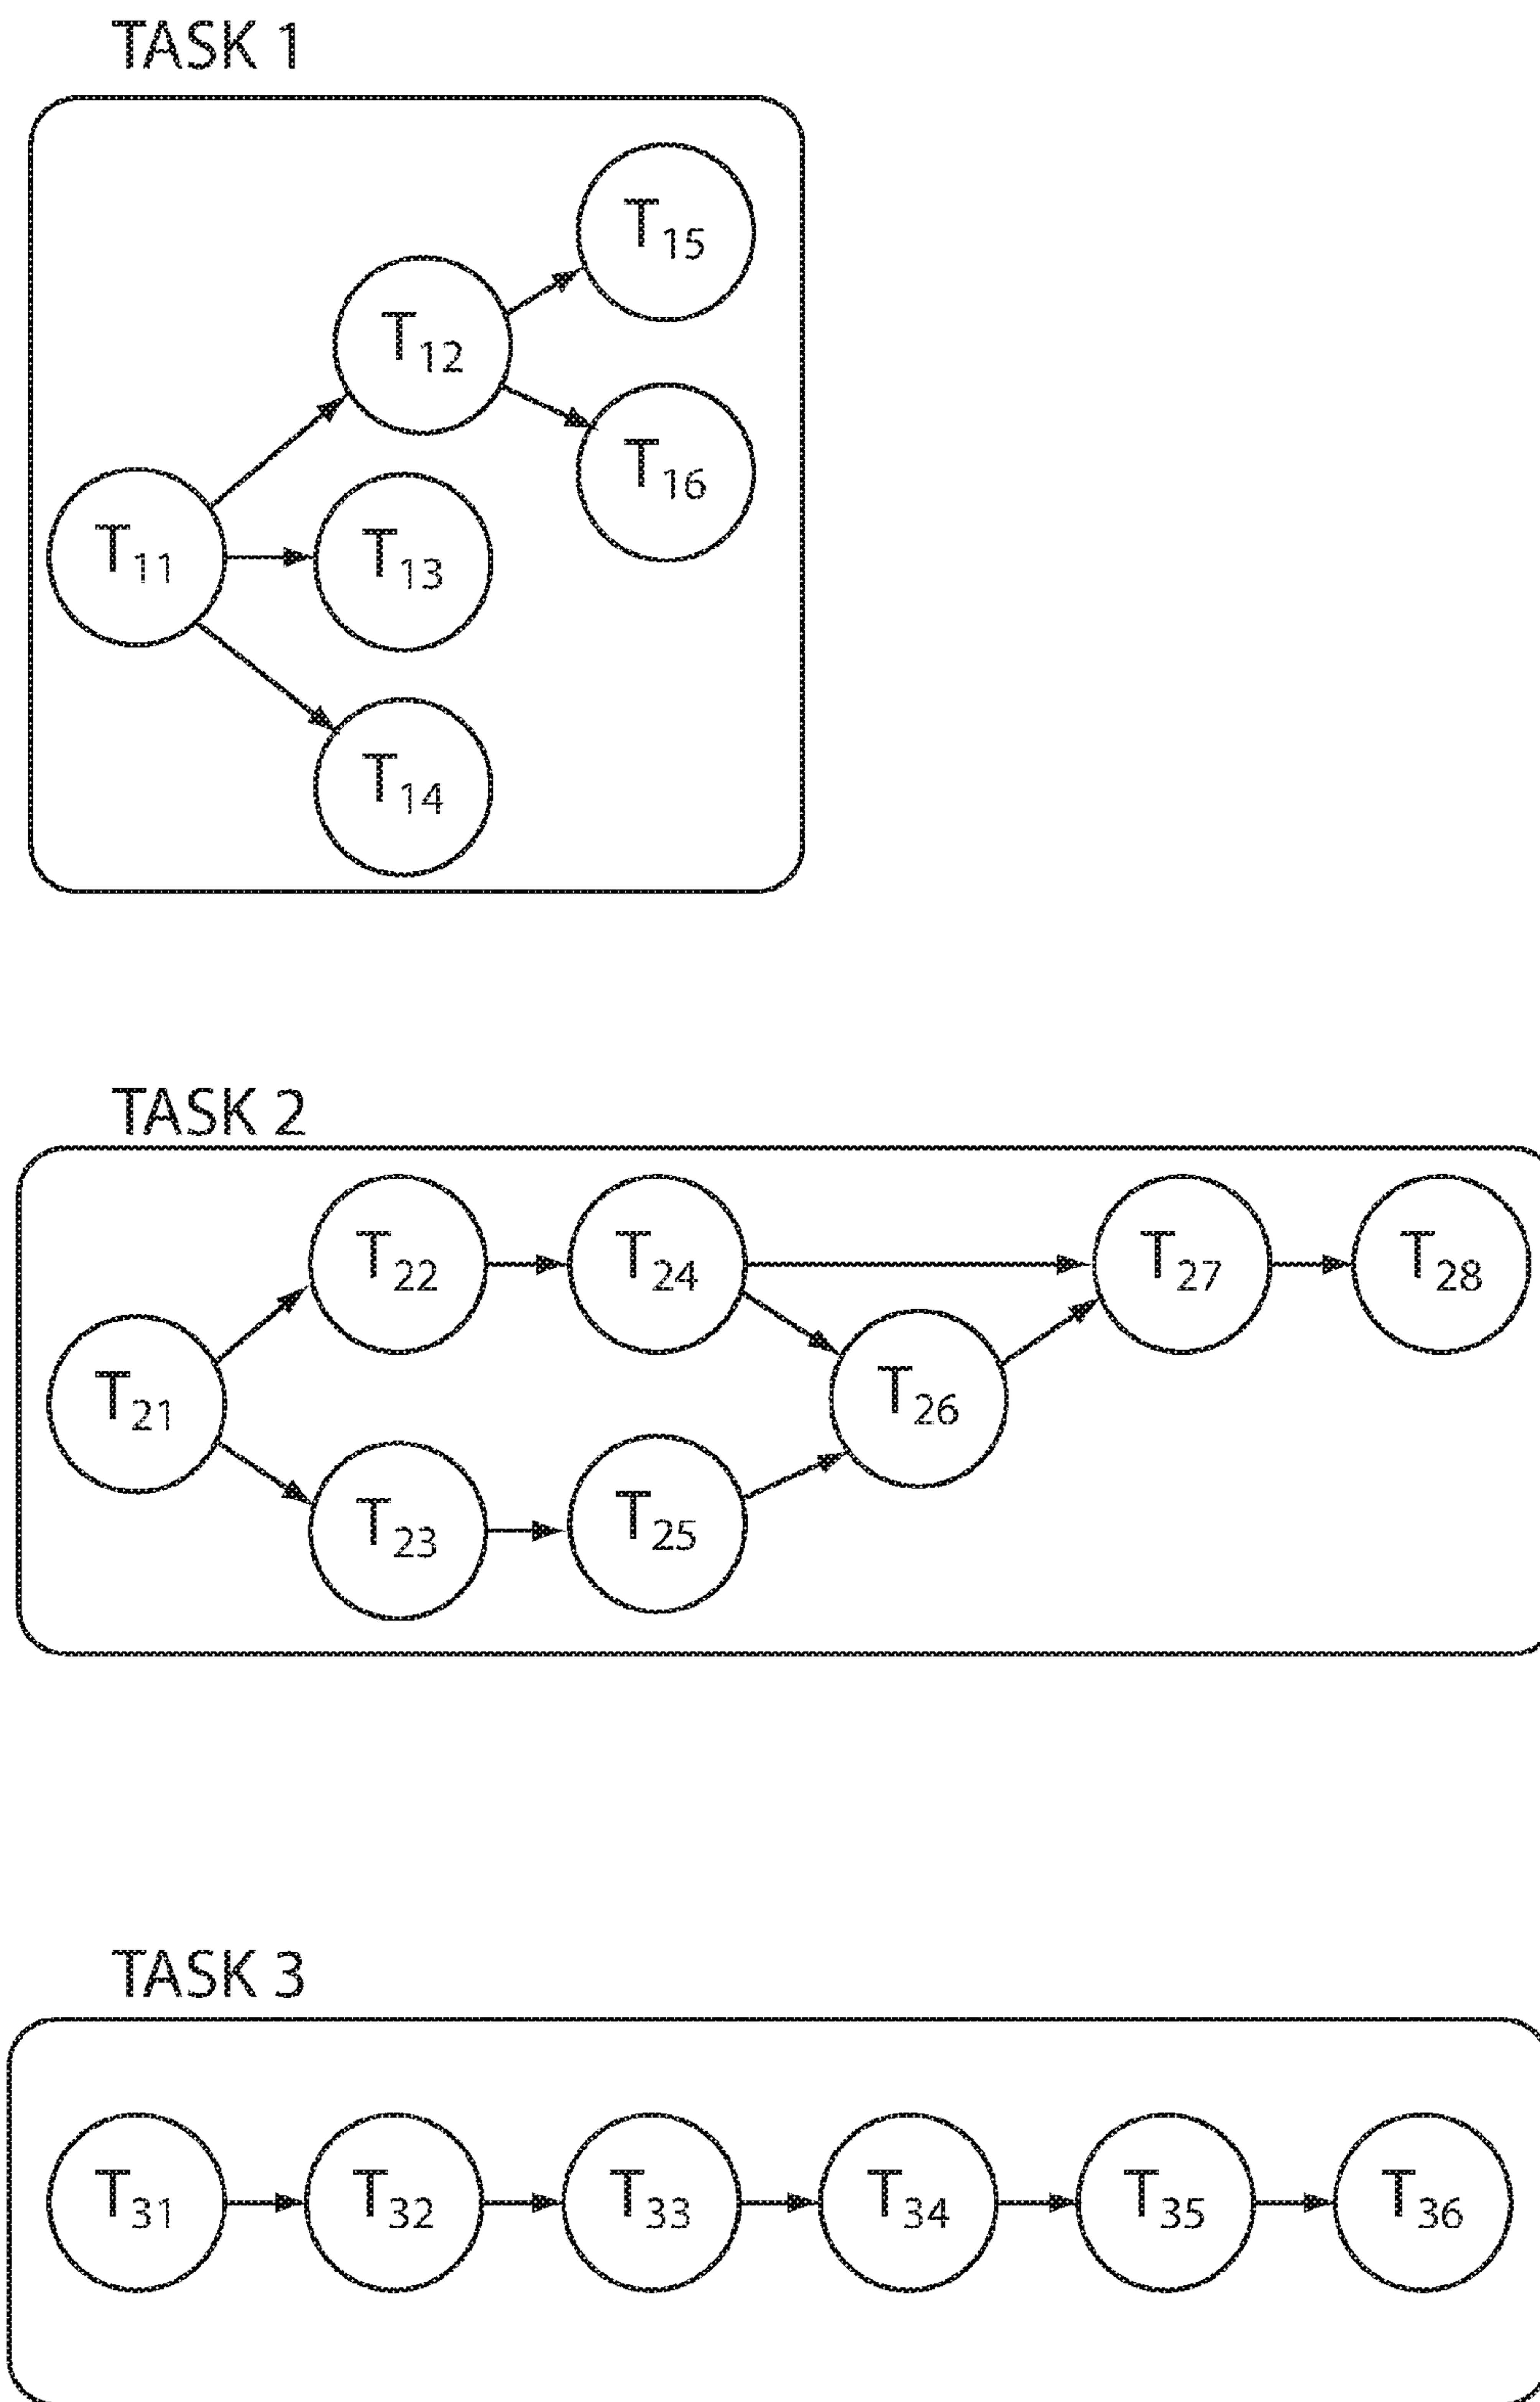 TASK 1
T15
T12
T16
T11
T13
T14
TASK 2
T22
T24
T27
T28
T21
T26
T23
T25
TASK 3
T31 T32 T33 T34 T35 T36